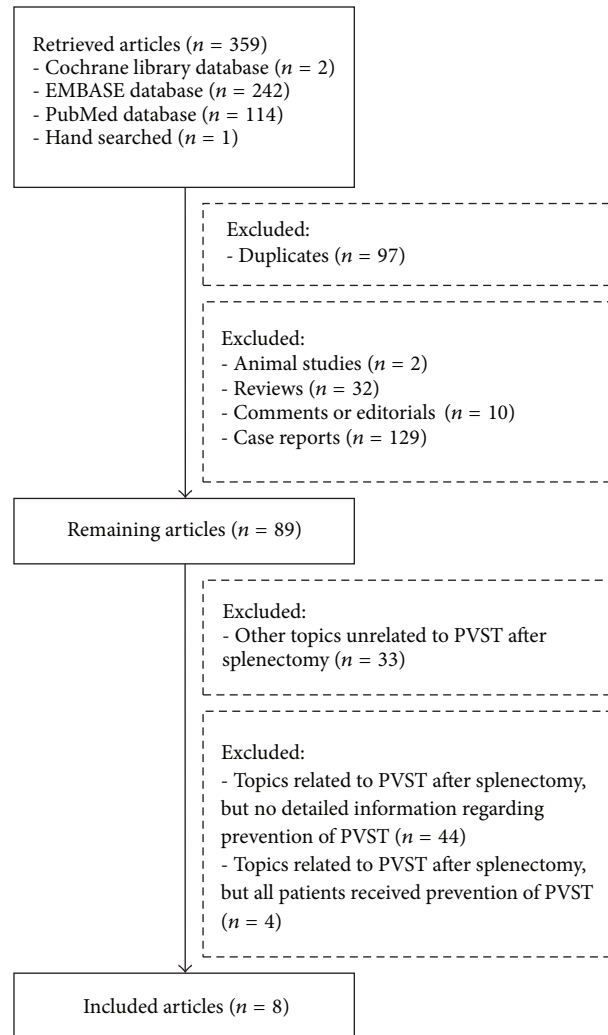 Retrieved articles (n = 359)
- Cochrane library database (n = 2)
- EMBASE database (n = 242)
- PubMed database (n = 114)
- Hand searched (n = 1)
Excluded:
- Duplicates (n = 97)
Excluded:
- Animal studies (n = 2)
- Reviews (n = 32)
- Comments or editorials (n = 10)
- Case reports (n = 129)
Remaining articles (n = 89)
Excluded:
- Other topics unrelated to PVST after
splenectomy (n = 33)
Excluded:
- Topics related to PVST after splenectomy,
but no detailed information regarding
prevention of PVST (n = 44)
- Topics related to PVST after splenectomy,
but all patients received prevention of PVST
(n = 4)
Included articles (n = 8)